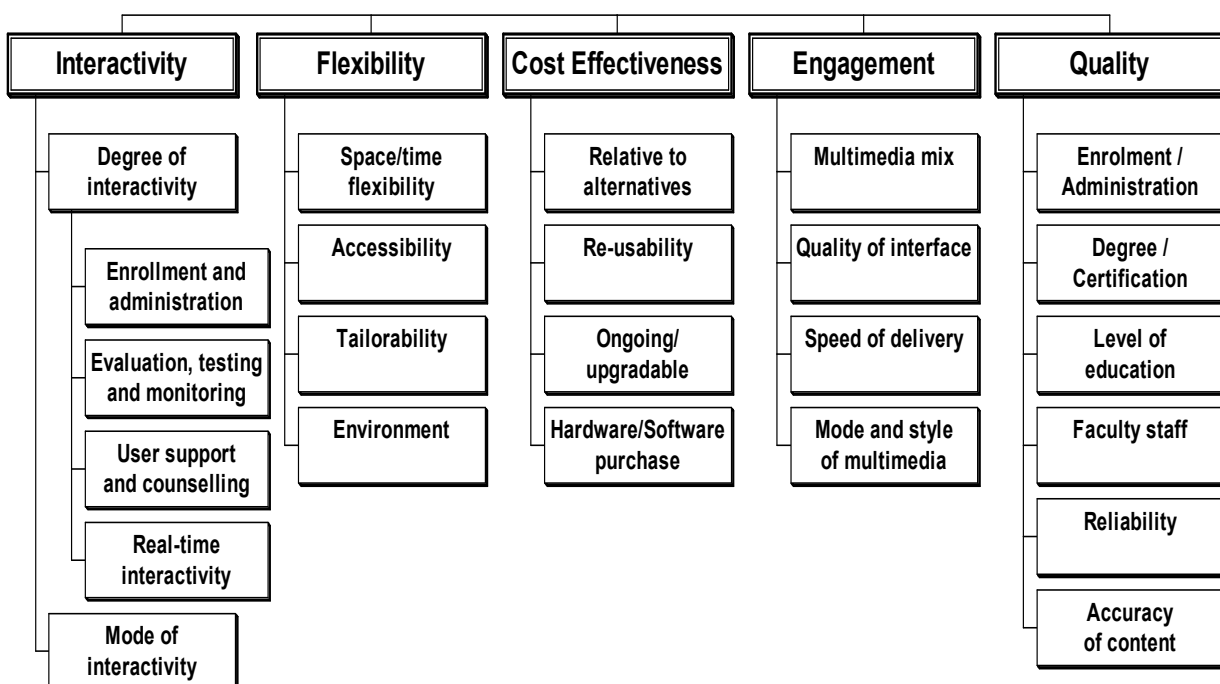 Interactivity
Degree of
interactivity
Enrollment and
administration
Evaluation, testing
and monitoring
User support
and counselling
Real-time
interactivity
Mode of
interactivity
Flexibility
Space/time
flexibility
Accessibility
Tailorability
Environment
Cost Effectiveness
Relative to
alternatives
Re-usability
Ongoing/
upgradable
Hardware/Software
purchase
Engagement
Multimedia mix
Quality of interface
Speed of delivery
Mode and style
of multimedia
Quality
Enrolment /
Administration
Degree /
Certification
Level of
education
Faculty staff
Reliability
Accuracy
of content